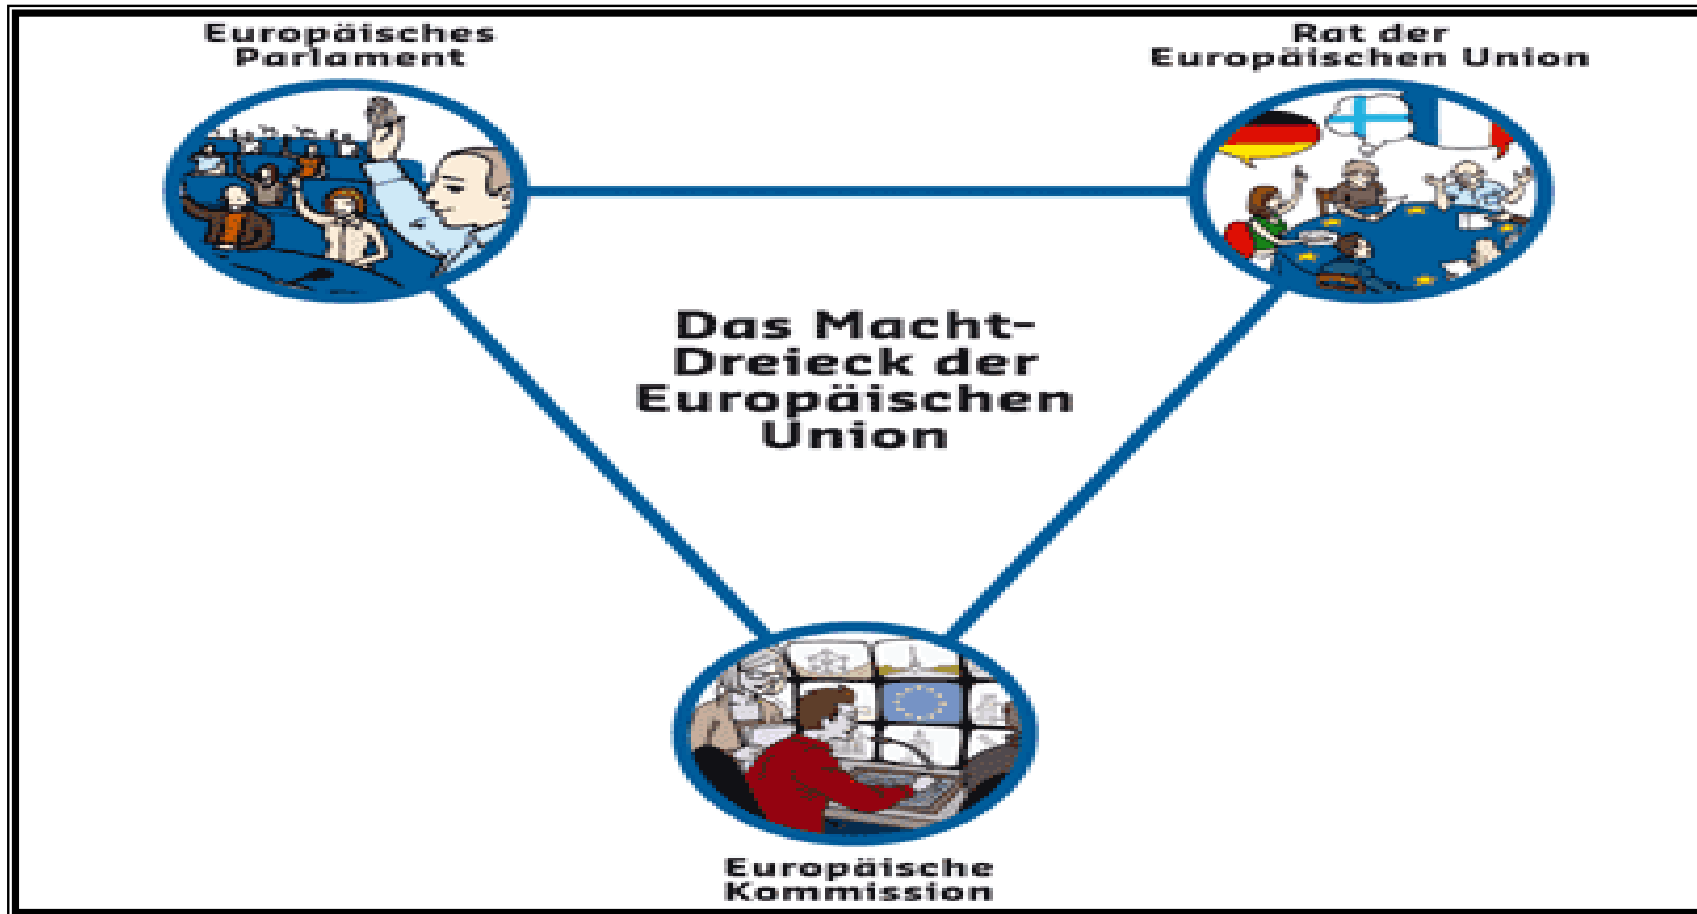 Europäisches
Parlament
Rat der
Europäischen Union
Das Macht-
Dreieck der
Europäischen
Union
Europäische
Kommission